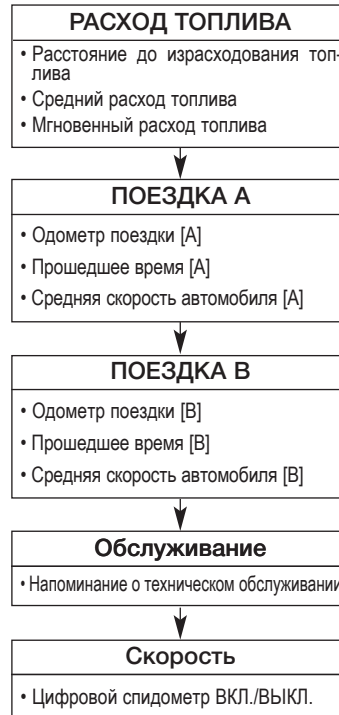 РАСХОД ТОПЛИВА
• Расстояние до израсходования топ-
лива
• Средний расход топлива
• Мгновенный расход топлива
ПОЕЗДКА А
• Одометр поездки [A]
• Прошедшее время [A]
• Средняя скорость автомобиля [A]
ПОЕЗДКА В
• Одометр поездки [B]
• Прошедшее время [B]
• Средняя скорость автомобиля [B]
Обслуживание
• Напоминание о техническом обслуживании
Скорость
• Цифровой спидометр ВКЛ./ВЫКЛ.